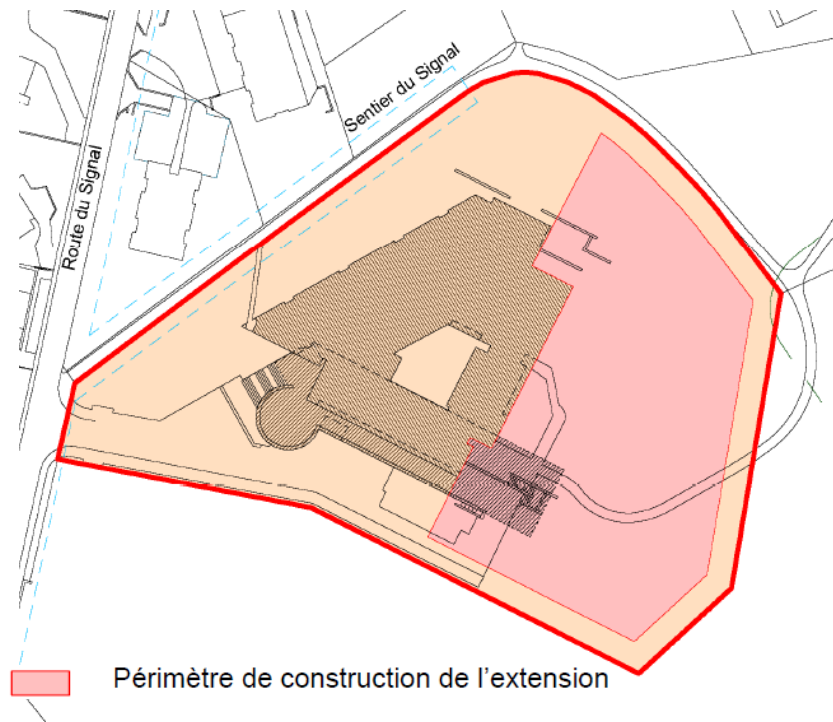 Sentier du Signal
Route du Signal
Périmètre de construction de l'extension